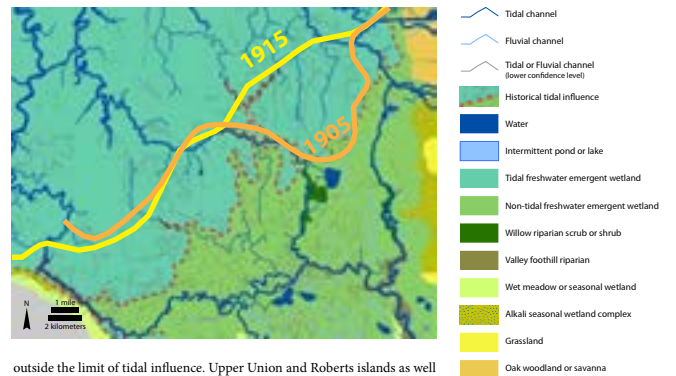 1915
1905
N
1 mile
2 kilometers
Tidal channel
Fluvial channel
Tidal or Fluvial channel
(lower confidence level)
Historical tidal influence
Water
Intermittent pond or lake
Tidal freshwater emergent wetland
Non-tidal freshwater emergent wetland
Willow riparian scrub or shrub
Valley foothill riparian
Wet meadow or seasonal wetland
Alkali seasonal wetland complex
Grassland
Oak woodland or savanna
outside the limit of tidal influence. Upper Union and Roberts islands as well